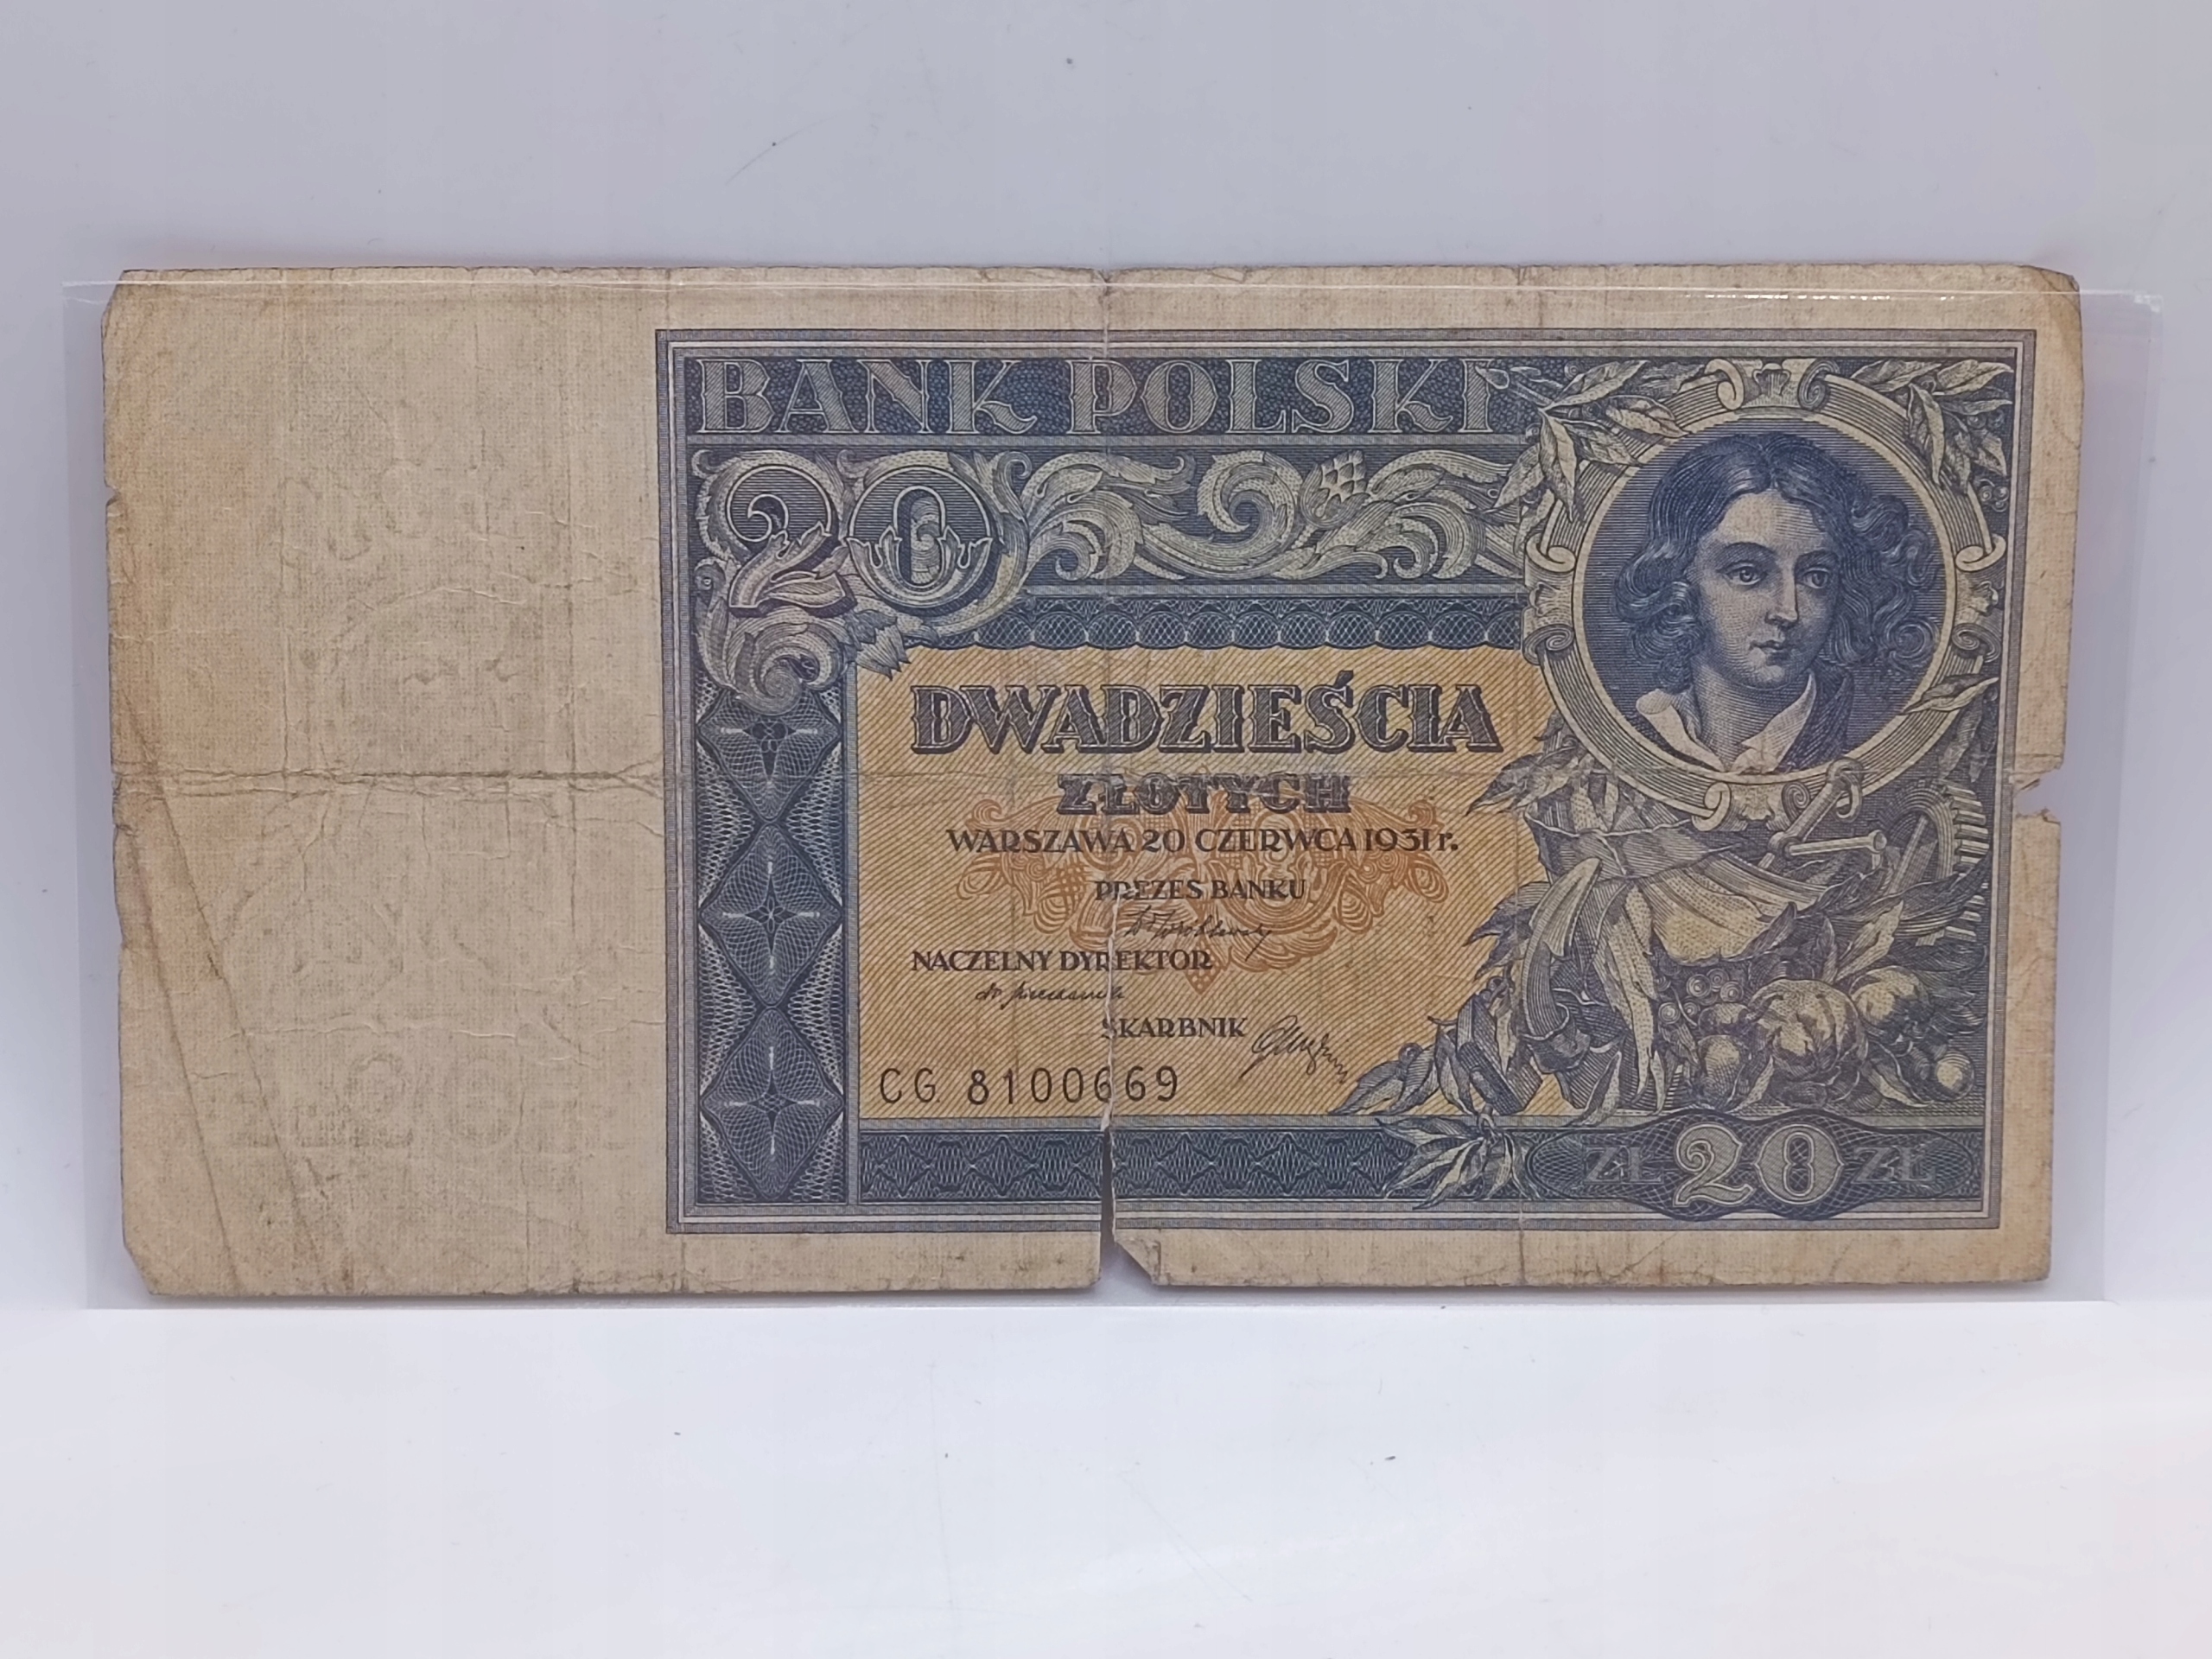 BANK POLSKI
20
DWADZIEŚCIA
ZŁOTYCH
WARSZAWA 20 CZERWCA 1931 r.
PREZES BANKU
NACZELNY DYREKTOR
SKARBNIK
CG. 8100669
ZŁ 20 ZŁ